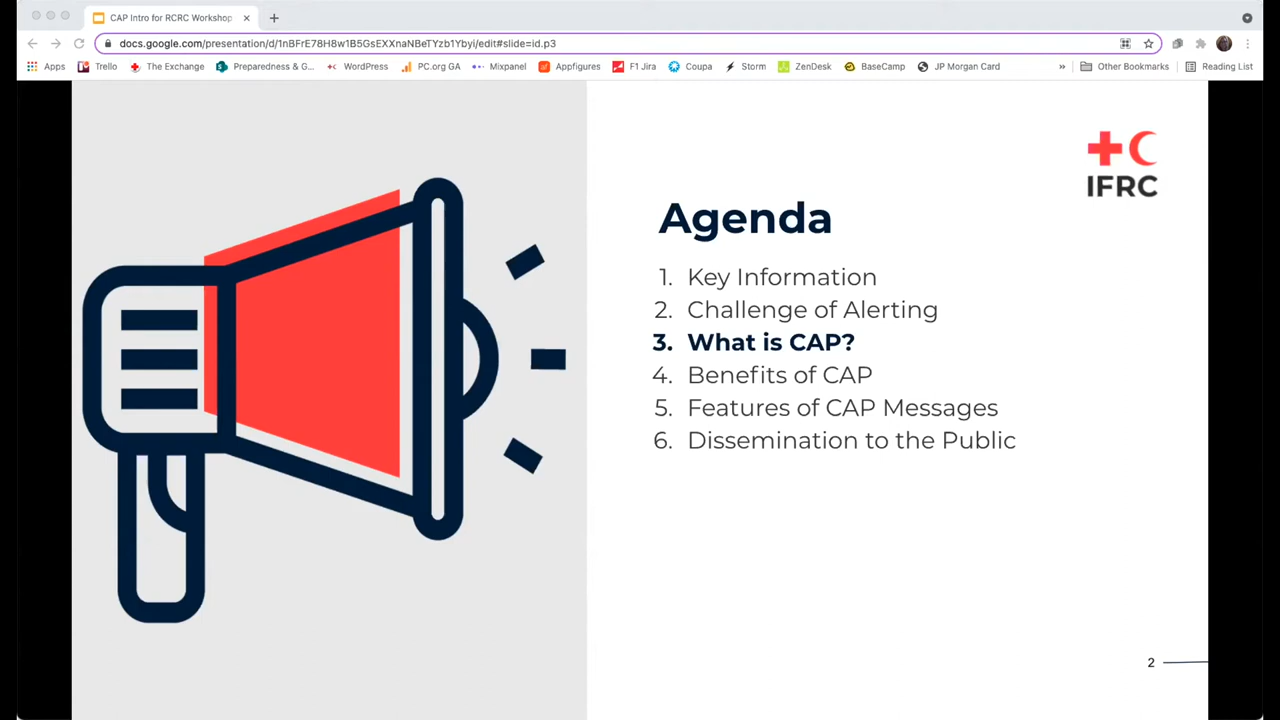 CAP Intro for RCRC Workshop
docs.google.com/presentation/d/1nBFrE78H8w1B5GsEXXnaNBeTYzb1Ybyi/edit#slide=id.p3
Apps Trello The Exchange Preparedness & G... WordPress PC.org GA Mixpanel Appfigures F1 Jira Coupa Storm ZenDesk BaseCamp JP Morgan Card » Other Bookmarks Reading List
IFRC
Agenda
1. Key Information
2. Challenge of Alerting
3. What is CAP?
4. Benefits of CAP
5. Features of CAP Messages
6. Dissemination to the Public
2